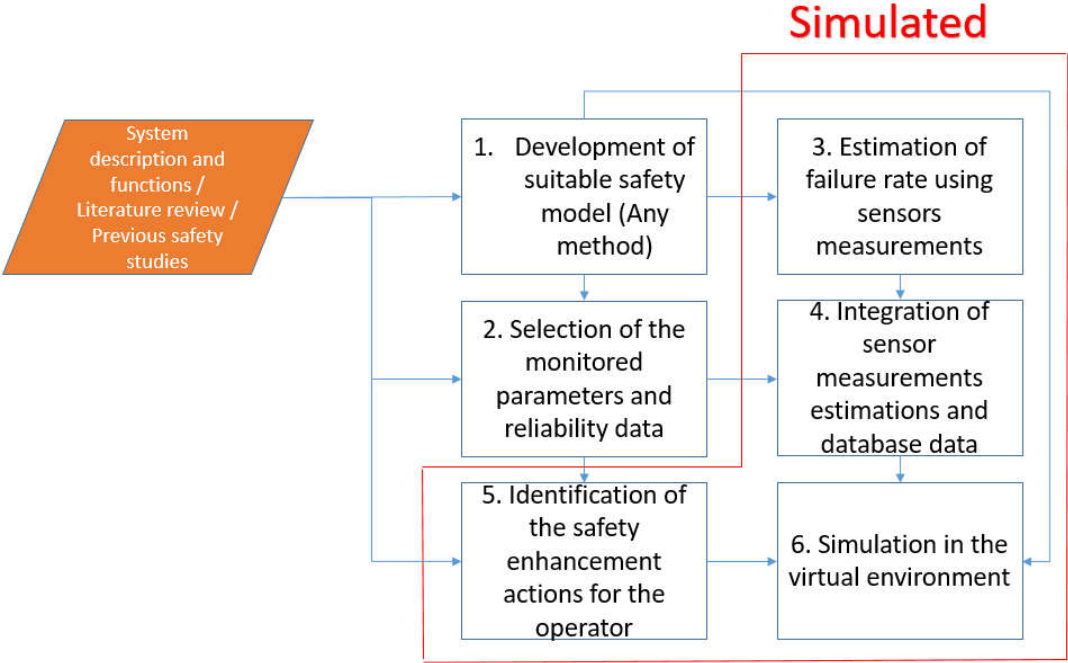 Simulated
System
description and
functions /
Literature review /
Previous safety
studies
1. Development of
suitable safety
model (Any
method)
3. Estimation of
failure rate using
sensors
measurements
2. Selection of the
monitored
parameters and
reliability data
4. Integration of
sensor
measurements
estimations and
database data
5. Identification of
the safety
enhancement
actions for the
operator
6. Simulation in the
virtual environment